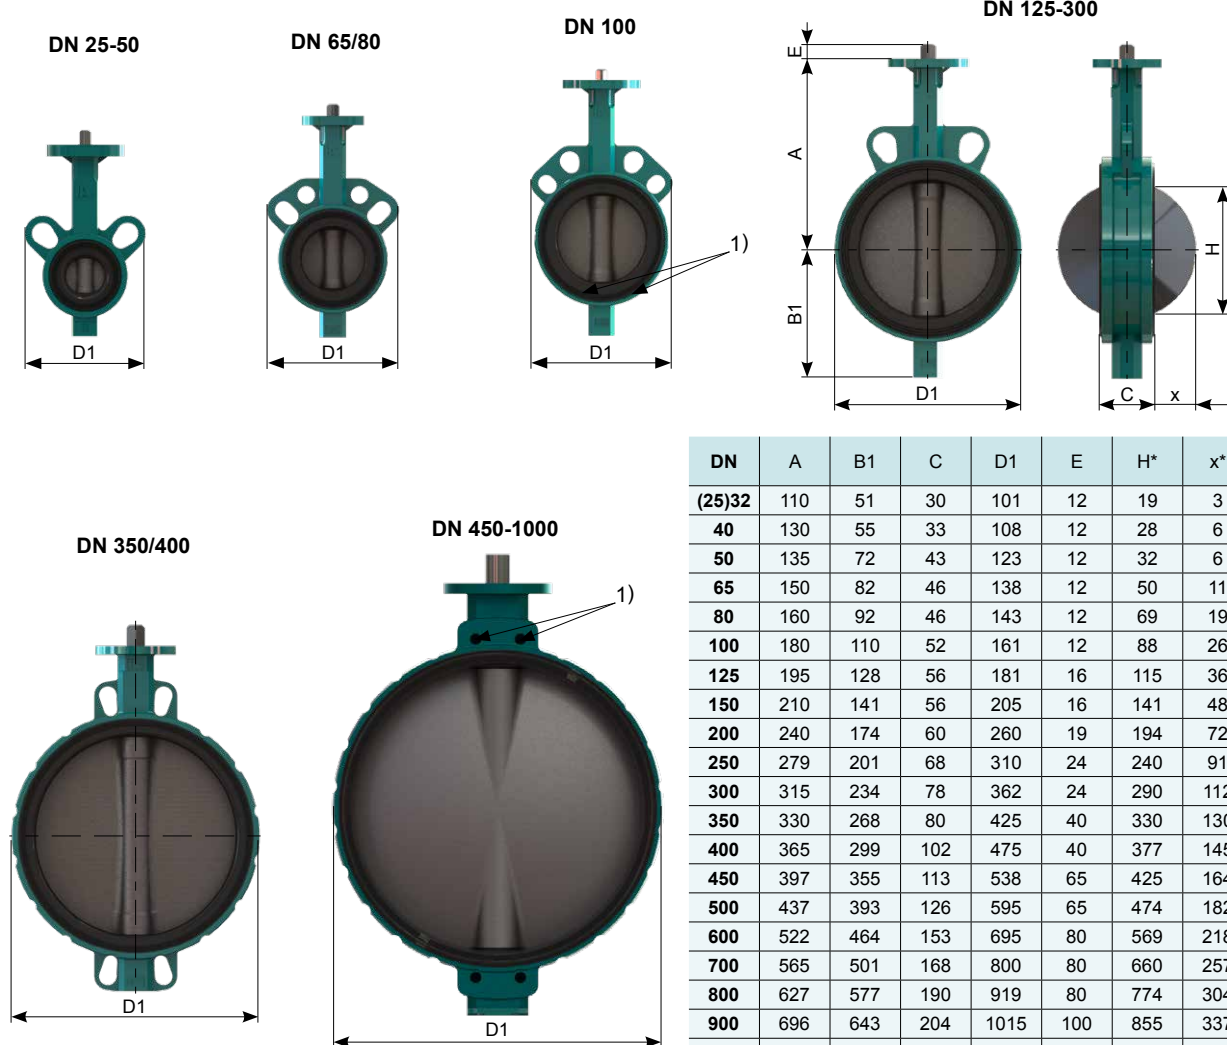 DN 25-50
DN 65/80
DN 100
DN 125-300
E
A
B1
H
1)
D1
D1
D1
D1
C
x
DN 350/400
DN 450-1000
1)
D1
D1
DN A B1 C D1 E H* x*
(25)32 110 51 30 101 12 19 3
40 130 55 33 108 12 28 6
50 135 72 43 123 12 32 6
65 150 82 46 138 12 50 11
80 160 92 46 143 12 69 19
100 180 110 52 161 12 88 26
125 195 128 56 181 16 115 36
150 210 141 56 205 16 141 48
200 240 174 60 260 19 194 72
250 279 201 68 310 24 240 91
300 315 234 78 362 24 290 112
350 330 268 80 425 40 330 130
400 365 299 102 475 40 377 145
450 397 355 113 538 65 425 164
500 437 393 126 595 65 474 182
600 522 464 153 695 80 569 218
700 565 501 168 800 80 660 257
800 627 577 190 919 80 774 304
900 696 643 204 1015 100 855 337